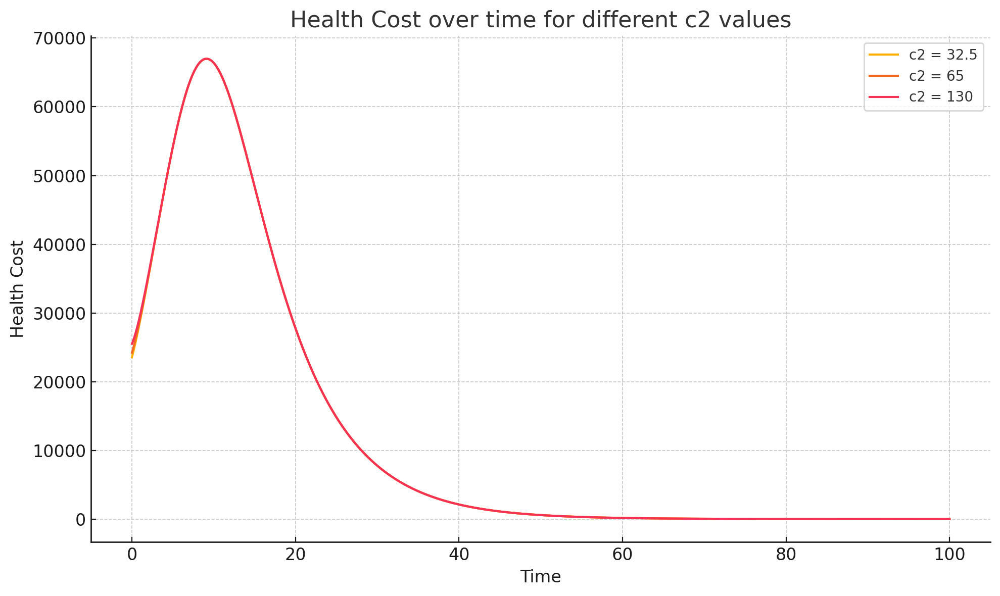 Health Cost over time for different c2 values
70000
60000
50000
40000
30000
20000
10000
0
Health Cost
c2 = 32.5
c2 = 65
c2 = 130
0 20 40 60 80 100
Time